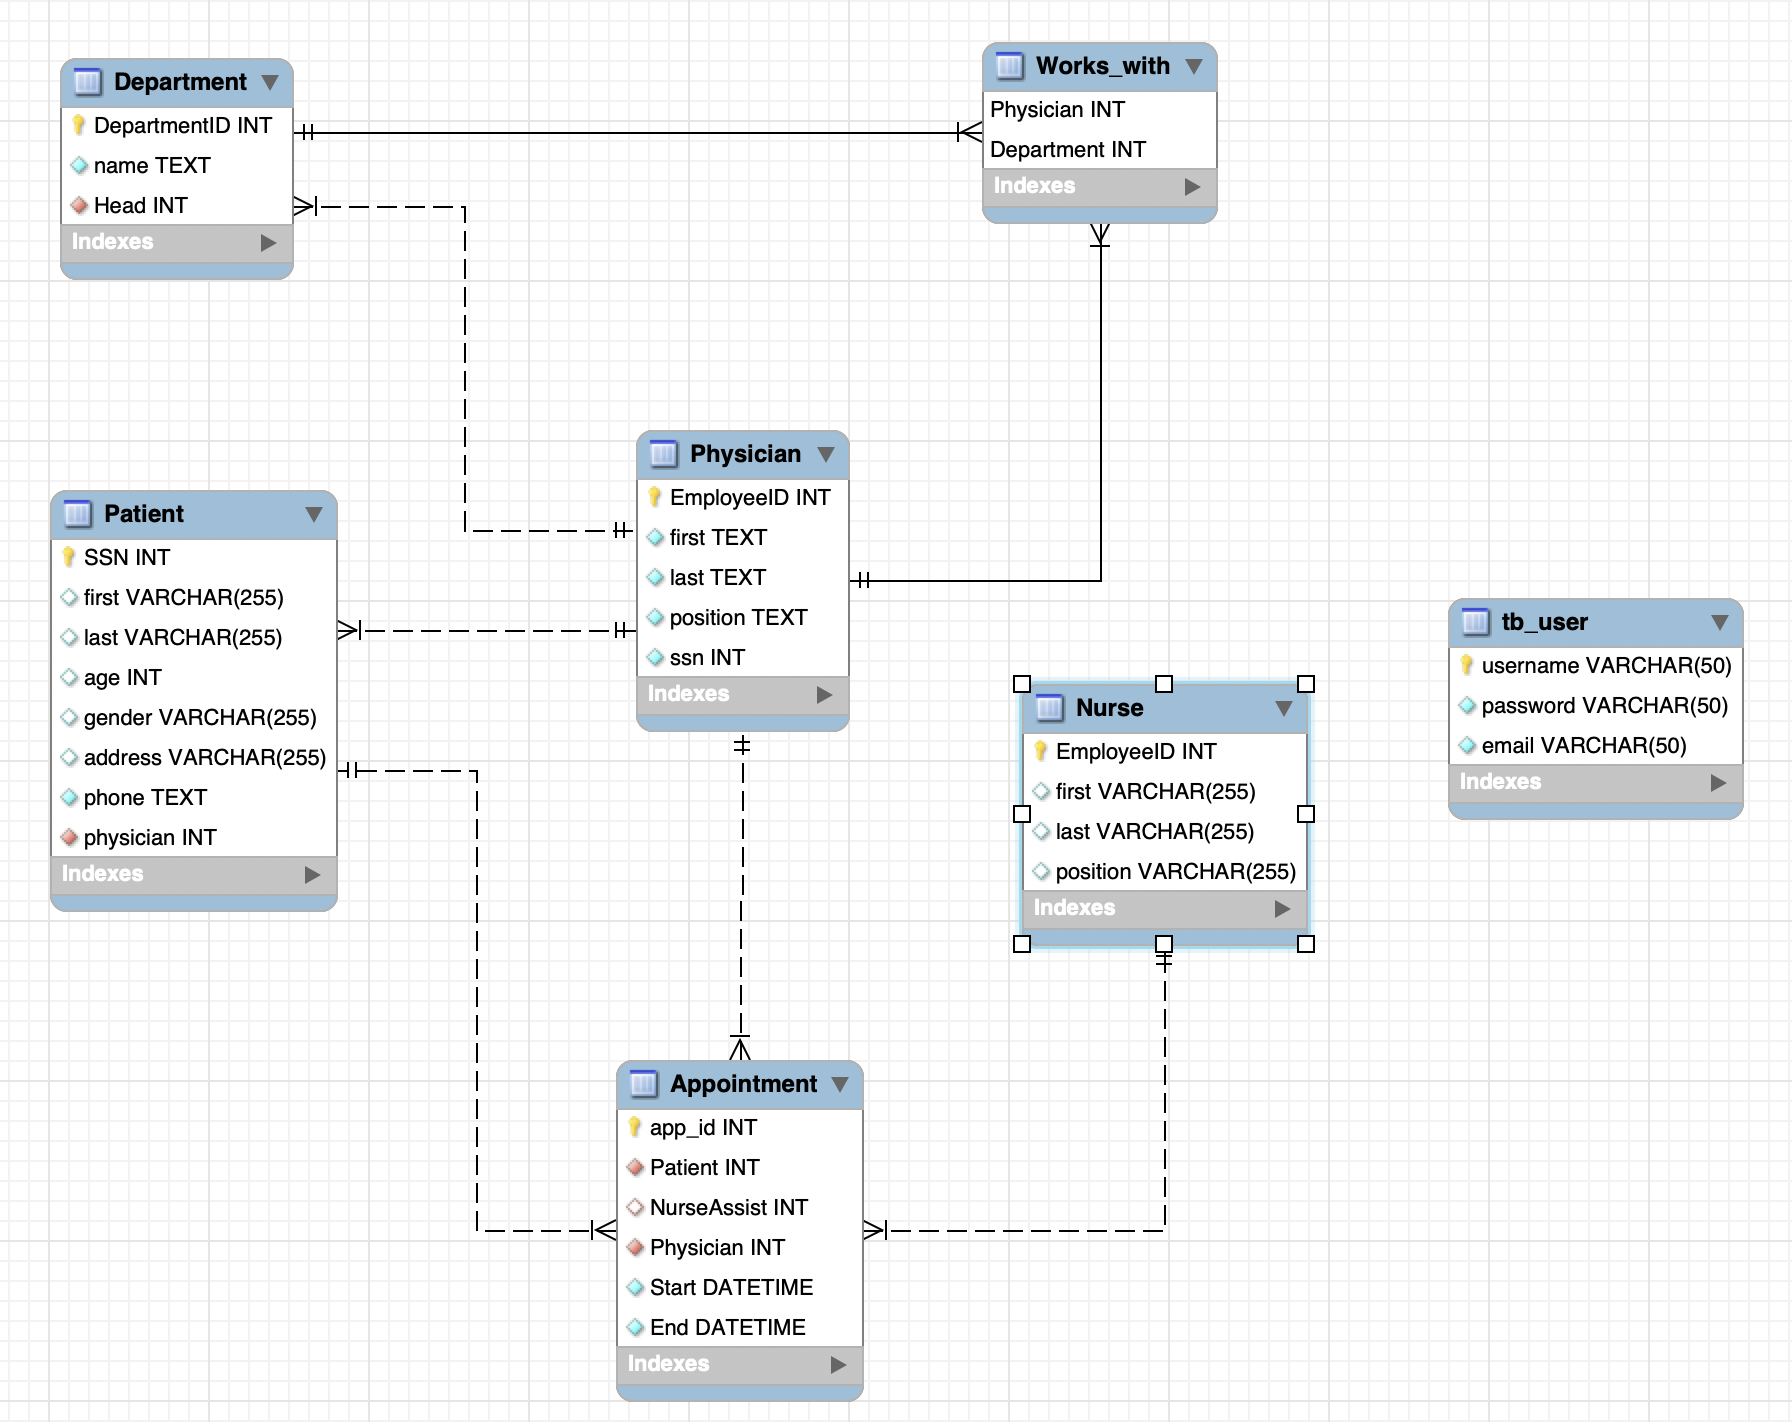 Department
DepartmentID INT
name TEXT
Head INT
Indexes
Works_with
Physician INT
Department INT
Indexes
Physician
EmployeeID INT
first TEXT
last TEXT
position TEXT
ssn INT
Indexes
Patient
SSN INT
first VARCHAR(255)
last VARCHAR(255)
age INT
gender VARCHAR(255)
address VARCHAR(255)
phone TEXT
physician INT
Indexes
tb_user
username VARCHAR(50)
password VARCHAR(50)
email VARCHAR(50)
Indexes
Nurse
EmployeeID INT
first VARCHAR(255)
last VARCHAR(255)
position VARCHAR(255)
Indexes
Appointment
app_id INT
Patient INT
NurseAssist INT
Physician INT
Start DATETIME
End DATETIME
Indexes